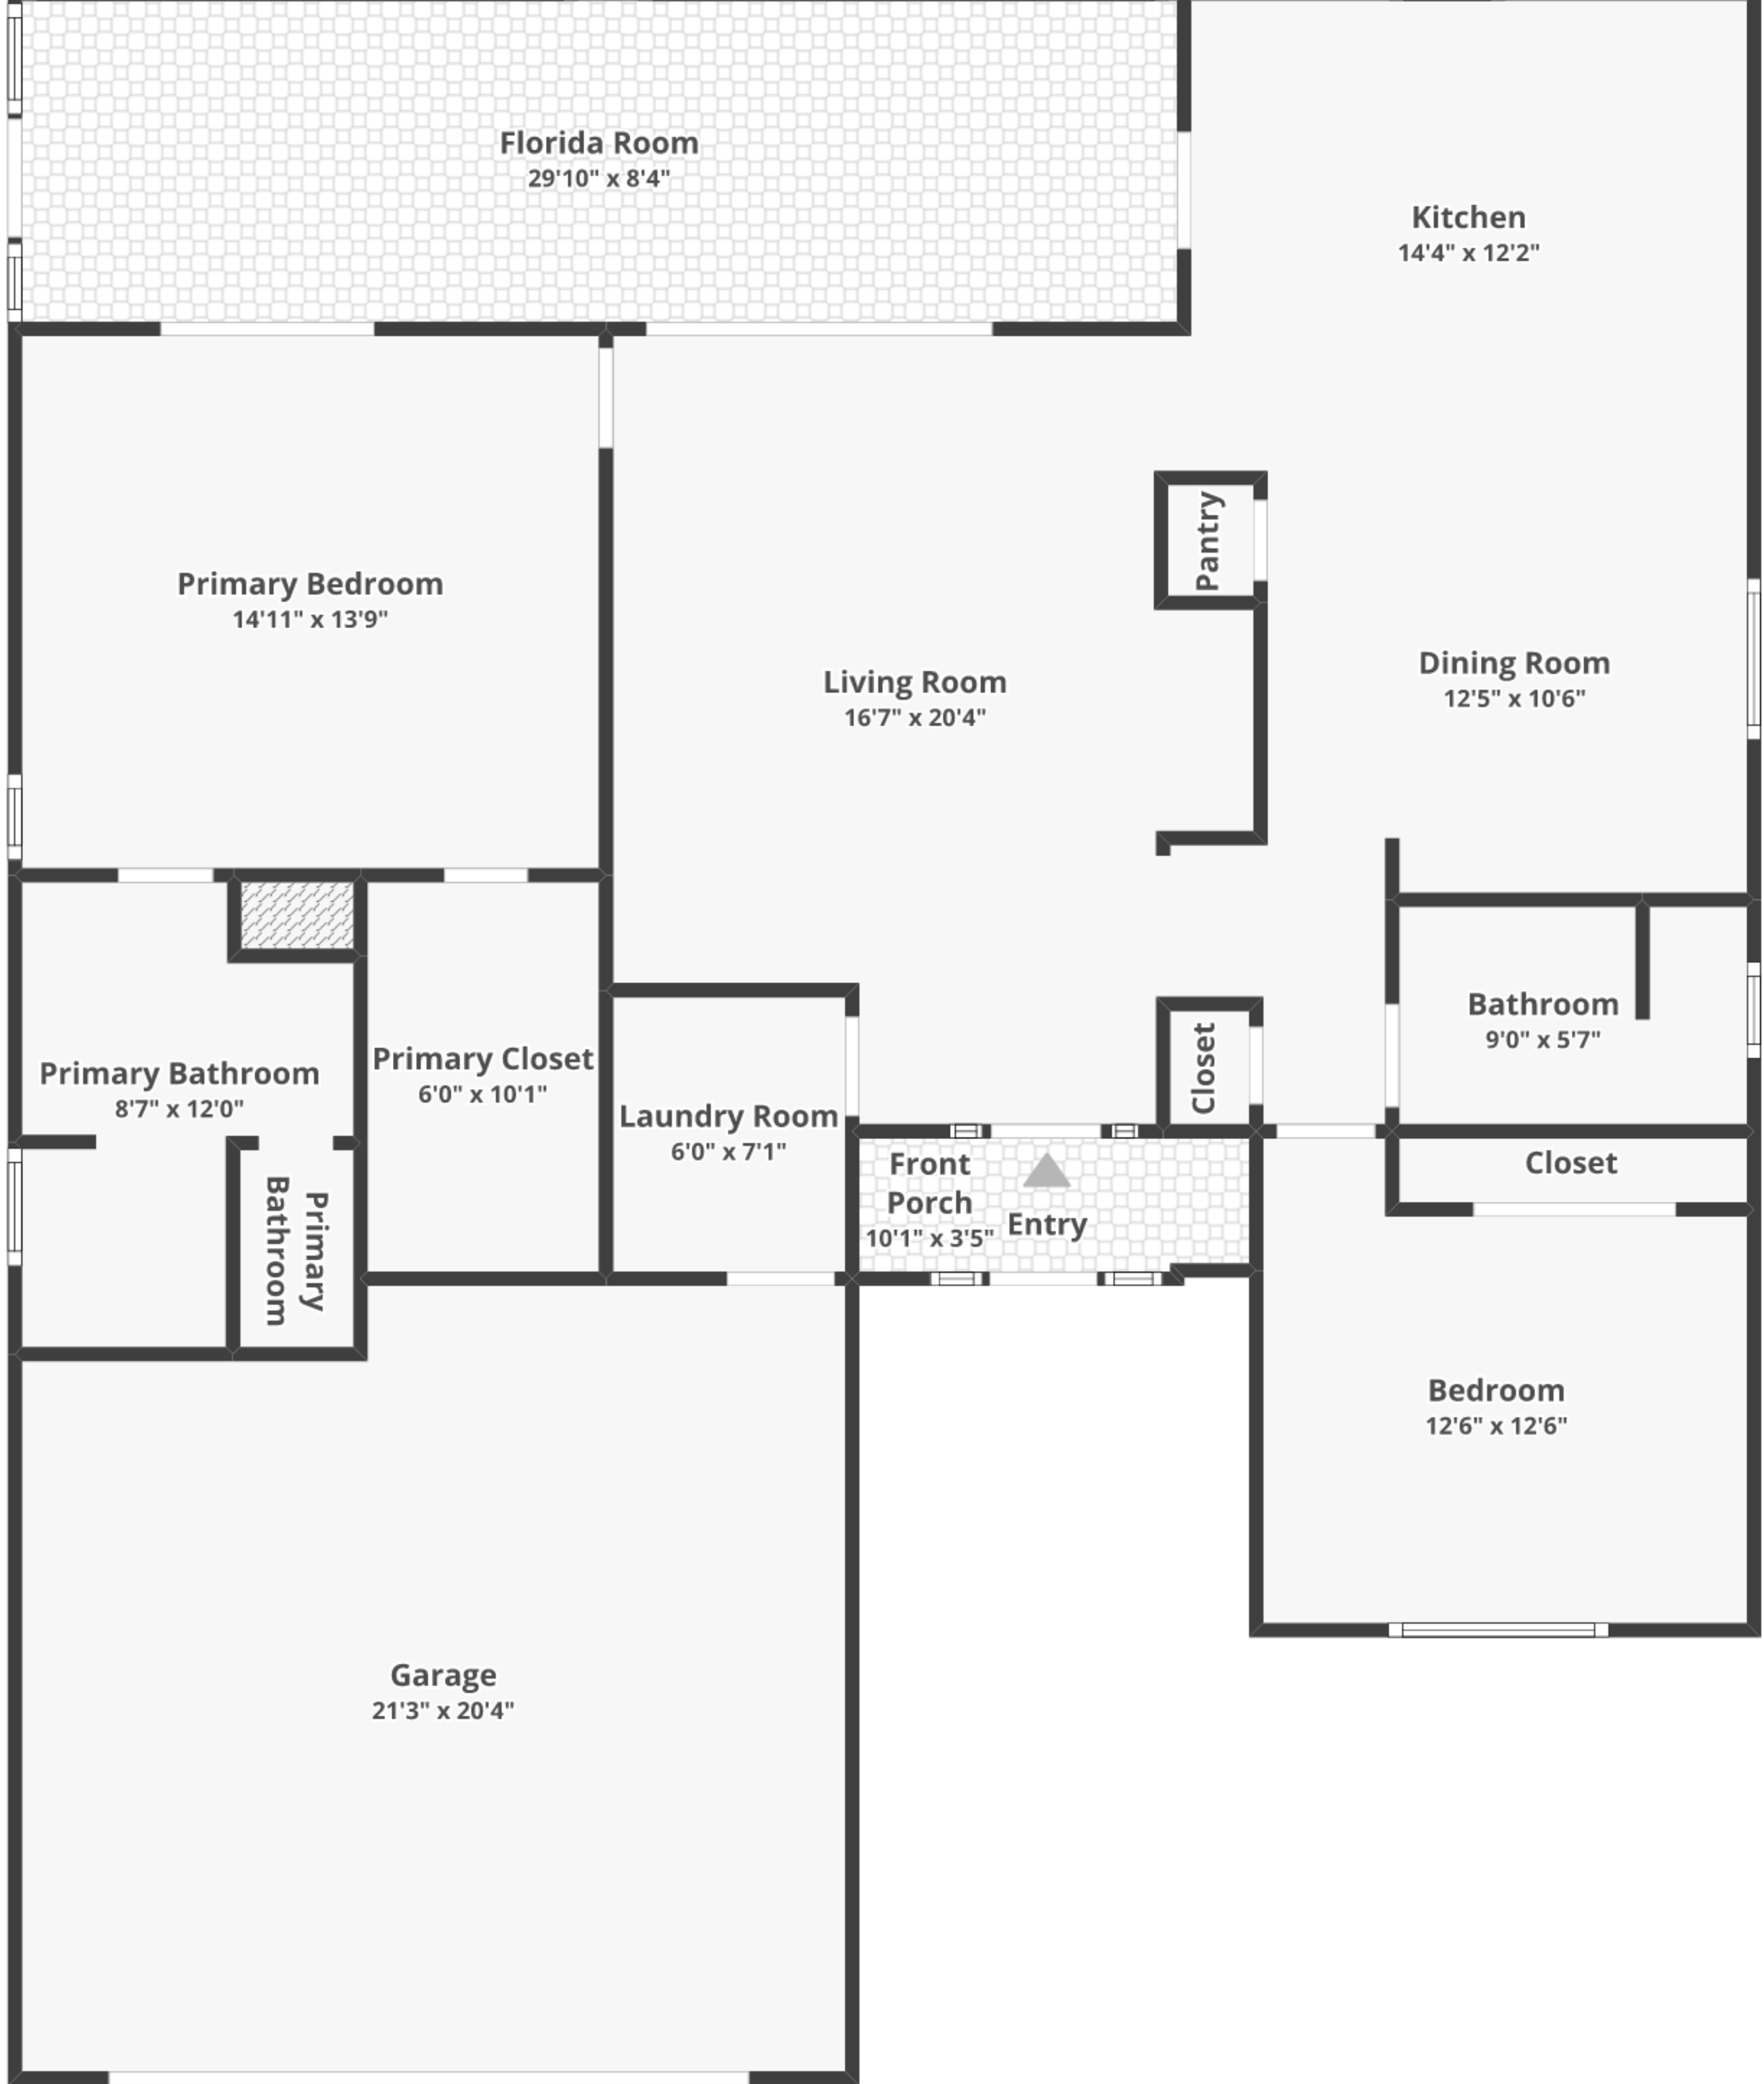 Florida Room
29'10" x 8'4"
Kitchen
14'4" x 12'2"
Pantry
Primary Bedroom
14'11" x 13'9"
Living Room
16'7" x 20'4"
Dining Room
12'5" x 10'6"
Primary Bathroom
8'7" x 12'0"
Primary Closet
6'0" x 10'1"
Laundry Room
6'0" x 7'1"
Closet
Bathroom
9'0" x 5'7"
Front
Porch
10'1" x 3'5"
Entry
Closet
Primary
Bathroom
Bedroom
12'6" x 12'6"
Garage
21'3" x 20'4"